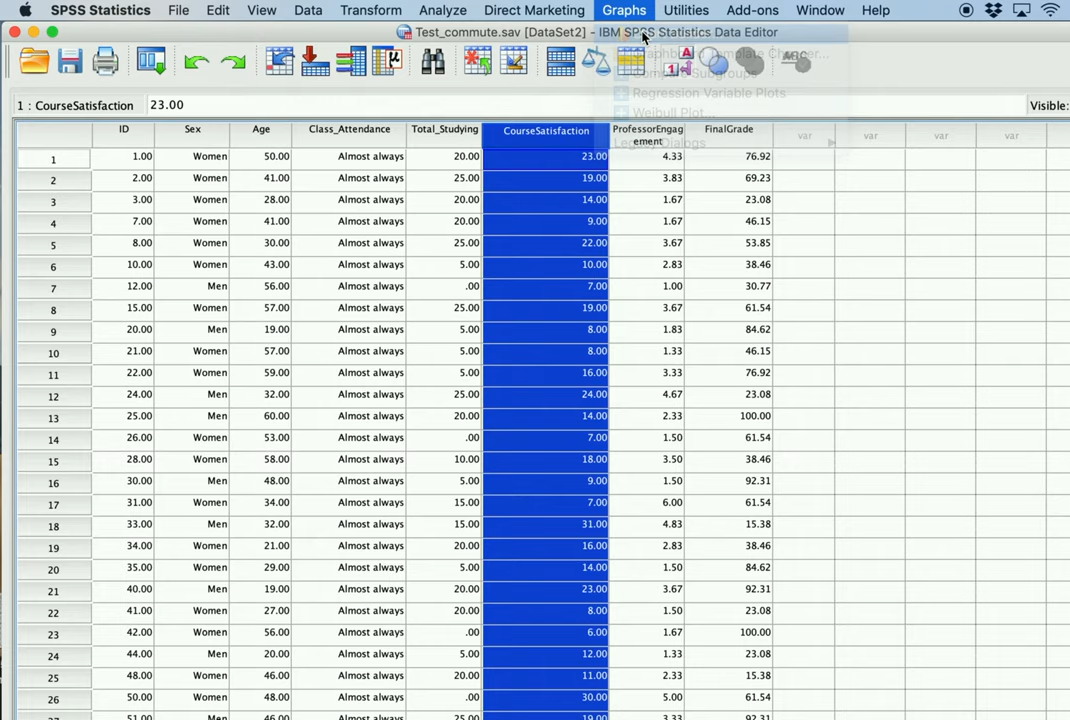 SPSS Statistics File Edit View Data Transform Analyze Direct Marketing Graphs Utilities Add-ons Window Help
Test_commute.sav [DataSet2] - IBM SPSS Statistics Data Editor
1 : CourseSatisfaction 23.00 Visible:
ID Sex Age Class_Attendance Total_Studying CourseSatisfaction ProfessorEngag ement FinalGrade var var var var
1 1.00 Women 50.00 Almost always 20.00 23.00 4.33 76.92
2 2.00 Women 41.00 Almost always 25.00 19.00 3.83 69.23
3 3.00 Women 28.00 Almost always 20.00 14.00 1.67 23.08
4 7.00 Women 41.00 Almost always 20.00 9.00 1.67 46.15
5 8.00 Women 30.00 Almost always 25.00 22.00 3.67 53.85
6 10.00 Women 43.00 Almost always 5.00 10.00 2.83 38.46
7 12.00 Men 56.00 Almost always .00 7.00 1.00 30.77
8 15.00 Women 57.00 Almost always 25.00 19.00 3.67 61.54
9 20.00 Men 19.00 Almost always 5.00 8.00 1.83 84.62
10 21.00 Women 57.00 Almost always 5.00 8.00 1.33 46.15
11 22.00 Women 59.00 Almost always 5.00 16.00 3.33 76.92
12 24.00 Men 32.00 Almost always 25.00 24.00 4.67 23.08
13 25.00 Men 60.00 Almost always 20.00 14.00 2.33 100.00
14 26.00 Women 53.00 Almost always .00 7.00 1.50 61.54
15 28.00 Women 58.00 Almost always 10.00 18.00 3.50 38.46
16 30.00 Men 48.00 Almost always 5.00 9.00 1.50 92.31
17 31.00 Women 34.00 Almost always 15.00 7.00 6.00 61.54
18 33.00 Men 32.00 Almost always 15.00 31.00 4.83 15.38
19 34.00 Women 21.00 Almost always 20.00 16.00 2.83 38.46
20 35.00 Women 29.00 Almost always 5.00 14.00 1.50 84.62
21 40.00 Men 19.00 Almost always 20.00 23.00 3.67 92.31
22 41.00 Women 27.00 Almost always 20.00 8.00 1.50 23.08
23 42.00 Women 56.00 Almost always .00 6.00 1.67 100.00
24 44.00 Men 20.00 Almost always 5.00 12.00 1.33 23.08
25 48.00 Women 46.00 Almost always 20.00 11.00 2.33 15.38
26 50.00 Women 48.00 Almost always .00 30.00 5.00 61.54
27 51.00 Men 46.00 Almost always 25.00 19.00 3.33 92.31
Regression Variable Plots
Weibull Plot...
Legacy Dialogs